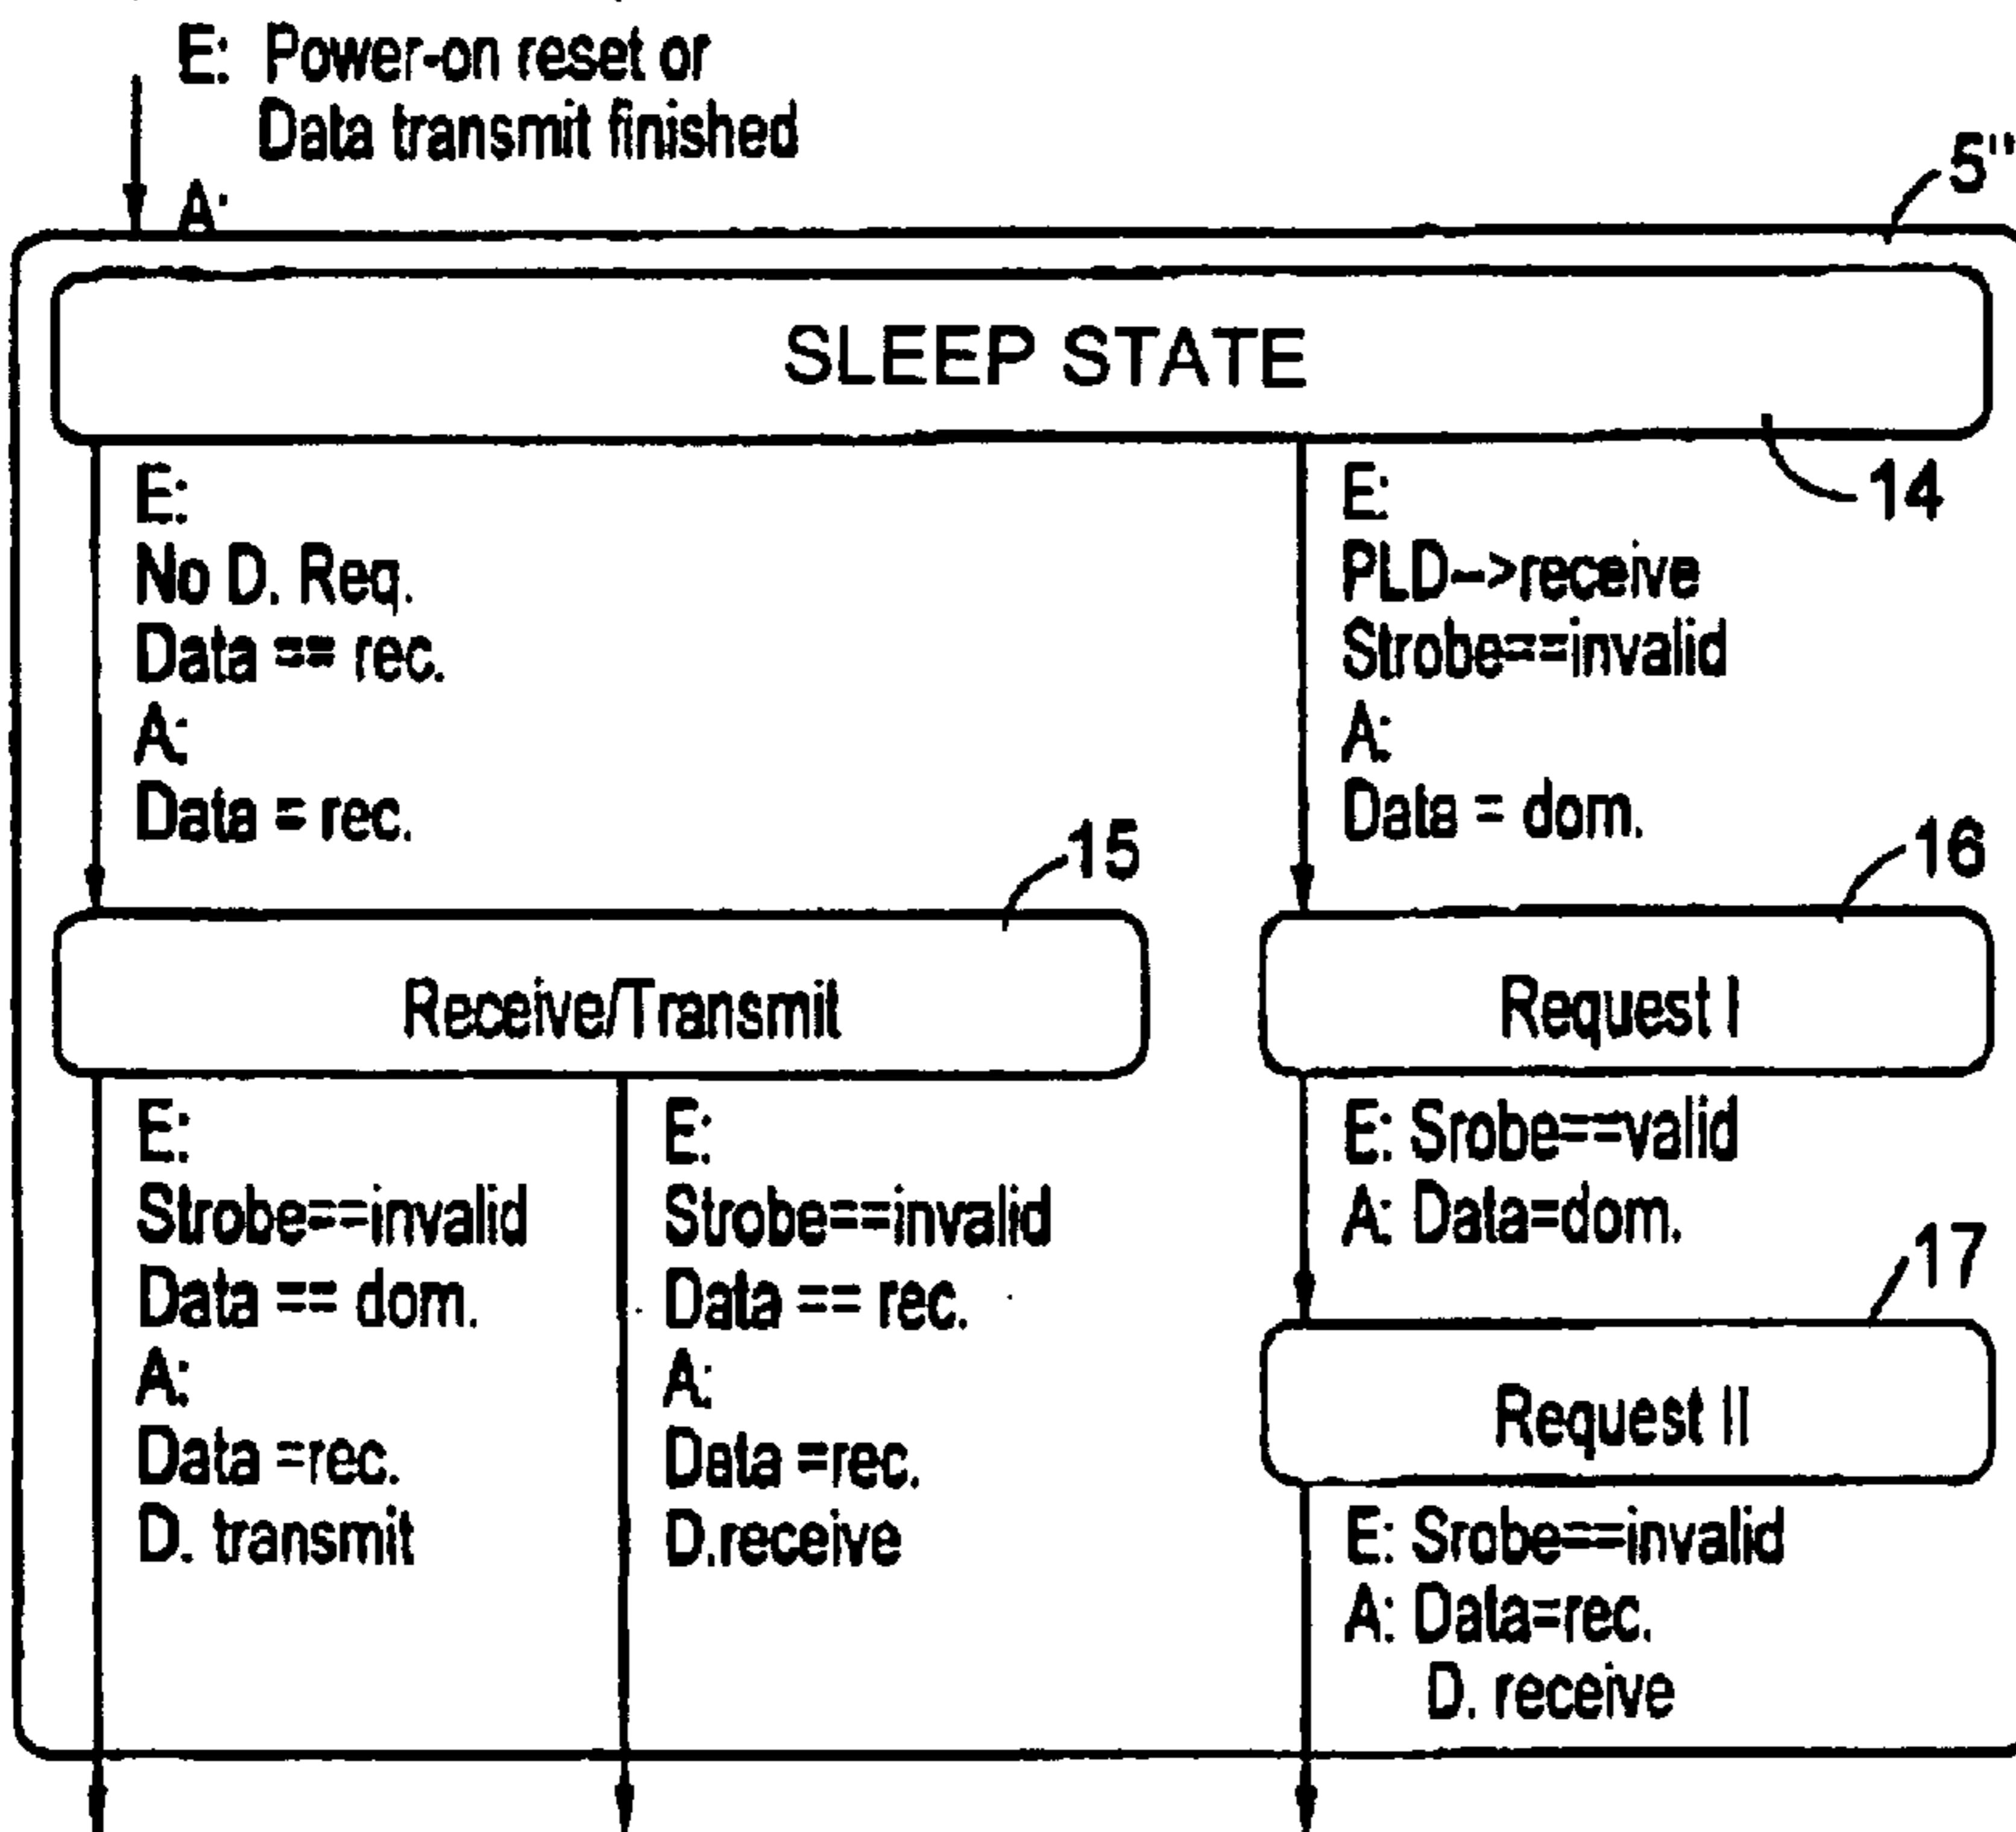 E: Power-on reset or
Data transmit finished
A:
5"
SLEEP STATE
14
E:
No D. Req.
Data == rec.
A:
Data = rec.
E:
PLD-->receive
Strobe==invalid
A:
Data = dom.
15
16
Receive/Transmit
Request I
E:
Strobe==invalid
Data == dom.
A:
Data =rec.
D. transmit
E:
Strobe==invalid
Data == rec.
A:
Data =rec.
D.receive
E: Srobe==valid
A: Data=dom.
17
Request II
E: Srobe==invalid
A: Data=rec.
D. receive